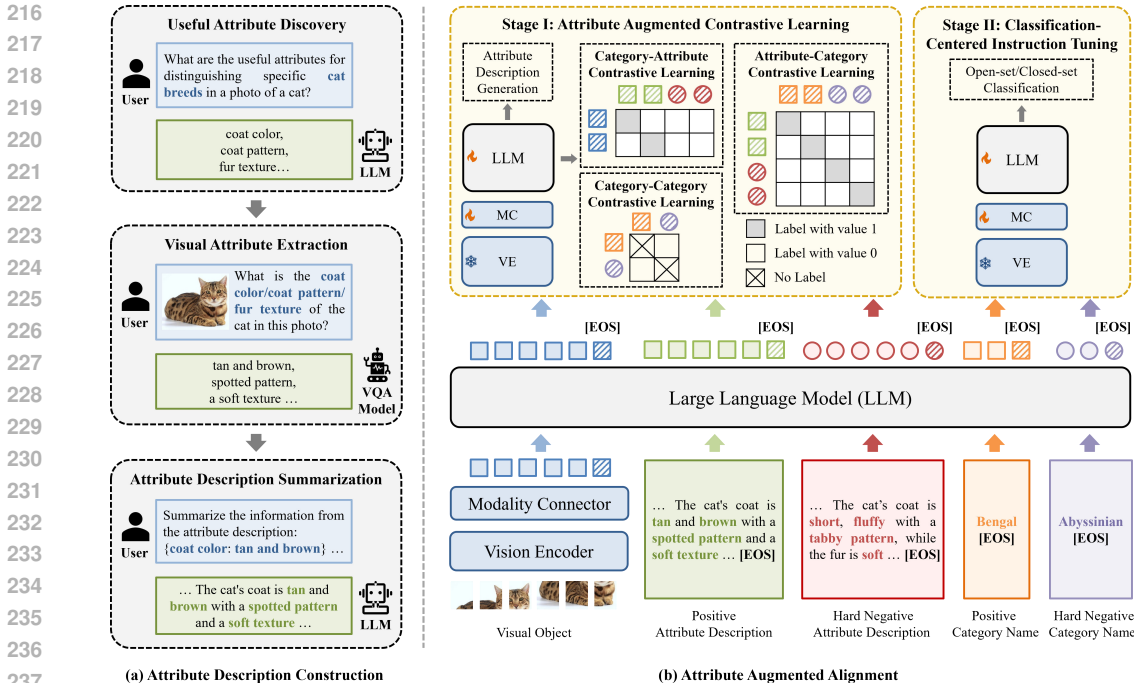 216
217
218
219
220
221
222
223
224
225
226
227
228
229
230
231
232
233
234
235
236
237
Useful Attribute Discovery
User
What are the useful attributes for
distinguishing specific cat
breeds in a photo of a cat?
coat color,
coat pattern,
fur texture…
LLM
Visual Attribute Extraction
User
What is the coat
color/coat pattern/
fur texture of the
cat in this photo?
tan and brown,
spotted pattern,
a soft texture …
VQA
Model
Attribute Description Summarization
User
Summarize the information from
the attribute description:
{coat color: tan and brown} …
… The cat's coat is tan and
brown with a spotted pattern
and a soft texture …
LLM
(a) Attribute Description Construction
Stage I: Attribute Augmented Contrastive Learning
Attribute
Description
Generation
LLM
MC
VE
Category-Attribute
Contrastive Learning
Category-Category
Contrastive Learning
Attribute-Category
Contrastive Learning
Label with value 1
Label with value 0
No Label
Stage II: Classification-
Centered Instruction Tuning
Open-set/Closed-set
Classification
LLM
MC
VE
[EOS]
[EOS]
[EOS]
[EOS]
[EOS]
Large Language Model (LLM)
Modality Connector
Vision Encoder
Visual Object
… The cat's coat is
tan and brown with a
spotted pattern and a
soft texture … [EOS]
Positive
Attribute Description
… The cat's coat is
short, fluffy with a
tabby pattern, while
the fur is soft … [EOS]
Hard Negative
Attribute Description
Bengal
[EOS]
Positive
Category Name
Abyssinian
[EOS]
Hard Negative
Category Name
(b) Attribute Augmented Alignment